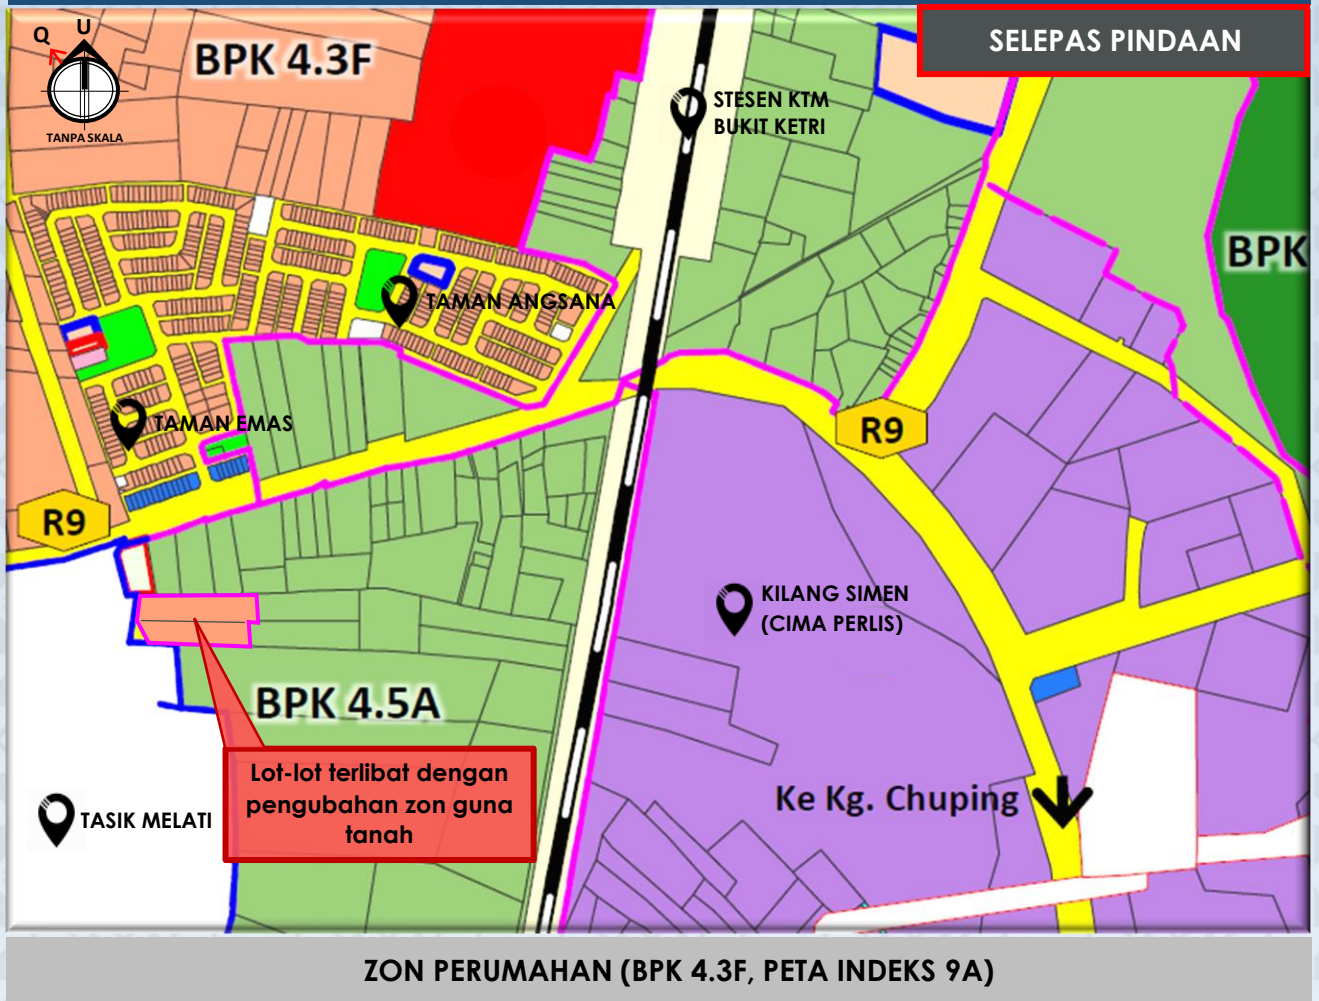 SELEPAS PINDAAN
Q
U
TANPA SKALA
BPK 4.3F
STESEN KTM
BUKIT KETRI
BPK
TAMAN ANGSANA
TAMAN EMAS
R9
R9
KILANG SIMEN
(CIMA PERLIS)
BPK 4.5A
Lot-lot terlibat dengan
pengubahan zon guna
tanah
TASIK MELATI
Ke Kg. Chuping
ZON PERUMAHAN (BPK 4.3F, PETA INDEKS 9A)